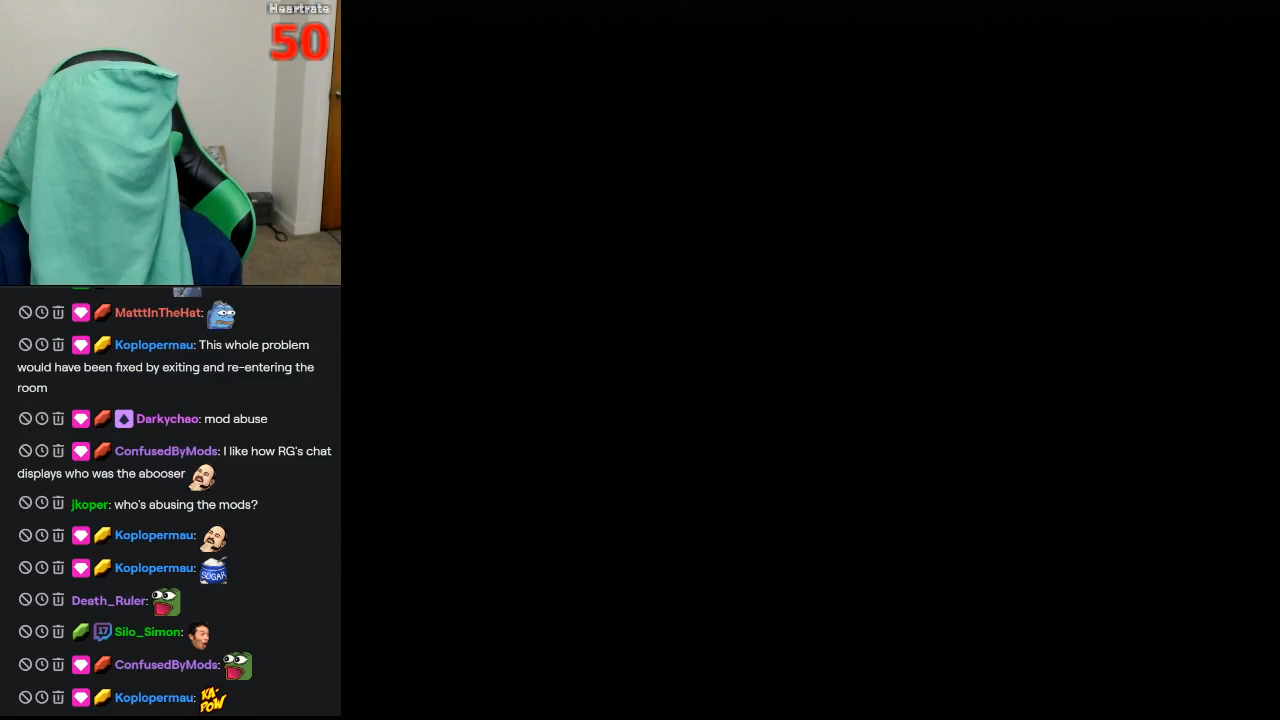 Heartrate
50
MatttInTheHat:
Koplopermau: This whole problem
would have been fixed by exiting and re-entering the
room
Darkychao: mod abuse
ConfusedByMods: I like how RG's chat
displays who was the abooser
jkoper: who's abusing the mods?
Koplopermau:
Koplopermau: SUGAR
Death_Ruler:
17 Silo_Simon:
ConfusedByMods:
Koplopermau: KA-
POW